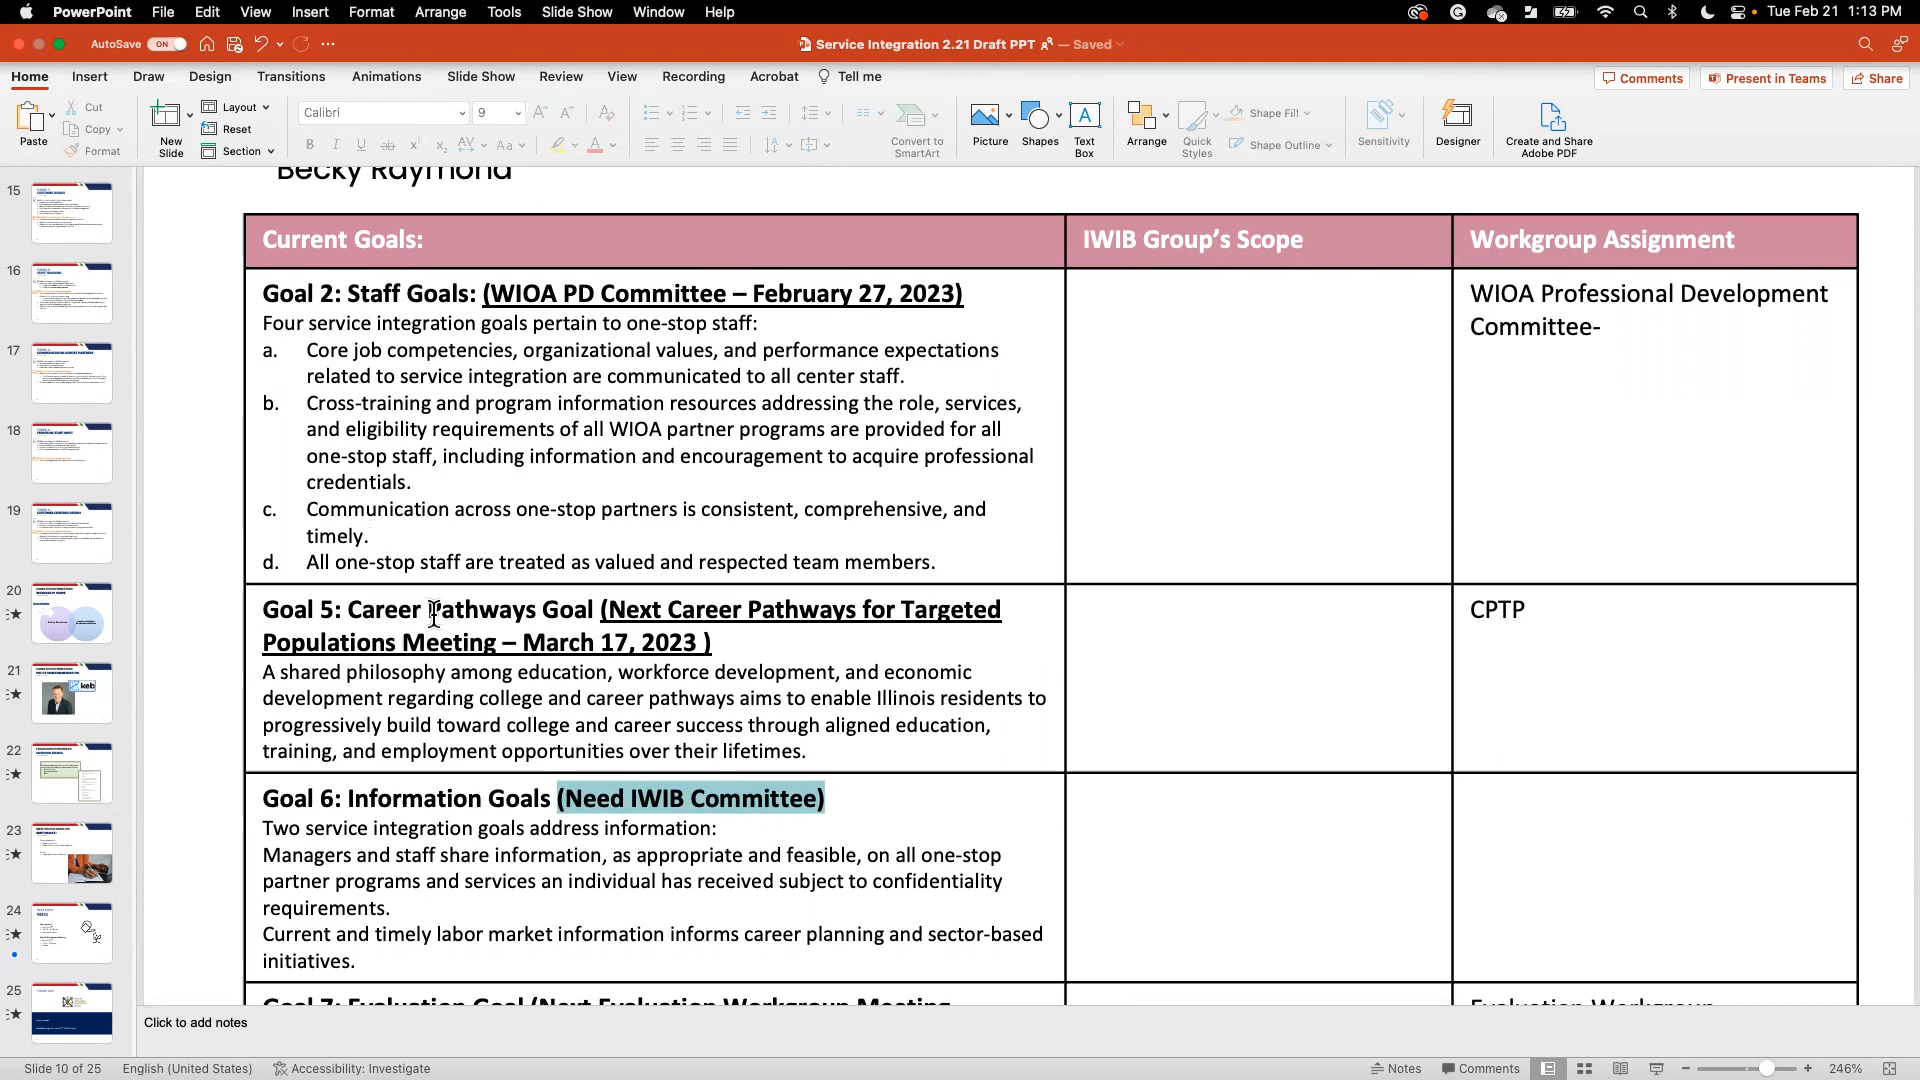 PowerPoint File Edit View Insert Format Arrange Tools Slide Show Window Help Tue Feb 21 1:13 PM
AutoSave ON Service Integration 2.21 Draft PPT — Saved
Home Insert Draw Design Transitions Animations Slide Show Review View Recording Acrobat Tell me Comments Present in Teams Share
Paste Cut Copy Format
New Slide Layout Reset Section
Calibri 9
Convert to SmartArt
Picture Shapes Text Box Arrange Quick Styles Shape Fill Shape Outline Sensitivity Designer Create and Share Adobe PDF
15
16
17
18
19
20
21
keb
22
23
24
25
Becky Raymond
Current Goals: IWIB Group's Scope Workgroup Assignment
Goal 2: Staff Goals: (WIOA PD Committee – February 27, 2023)
Four service integration goals pertain to one-stop staff:
a. Core job competencies, organizational values, and performance expectations
related to service integration are communicated to all center staff.
b. Cross-training and program information resources addressing the role, services,
and eligibility requirements of all WIOA partner programs are provided for all
one-stop staff, including information and encouragement to acquire professional
credentials.
c. Communication across one-stop partners is consistent, comprehensive, and
timely.
d. All one-stop staff are treated as valued and respected team members.
WIOA Professional Development
Committee-
Goal 5: Career Pathways Goal (Next Career Pathways for Targeted
Populations Meeting – March 17, 2023 )
A shared philosophy among education, workforce development, and economic
development regarding college and career pathways aims to enable Illinois residents to
progressively build toward college and career success through aligned education,
training, and employment opportunities over their lifetimes.
CPTP
Goal 6: Information Goals (Need IWIB Committee)
Two service integration goals address information:
Managers and staff share information, as appropriate and feasible, on all one-stop
partner programs and services an individual has received subject to confidentiality
requirements.
Current and timely labor market information informs career planning and sector-based
initiatives.
Goal 7: Evaluation Goal (Next Evaluation Workgroup Meeting
Evaluation Workgroup
Click to add notes
Slide 10 of 25 English (United States) Accessibility: Investigate Notes Comments 246%